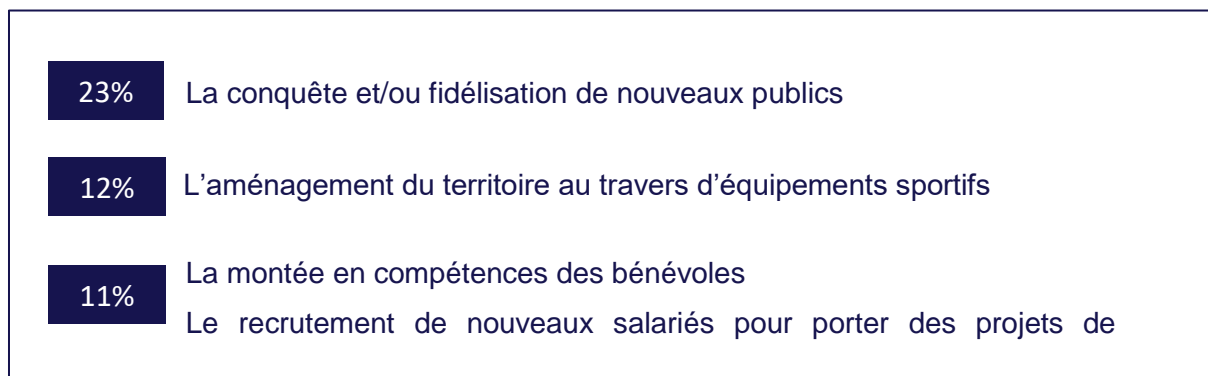 23% La conquête et/ou fidélisation de nouveaux publics
12% L’aménagement du territoire au travers d’équipements sportifs
11% La montée en compétences des bénévoles
Le recrutement de nouveaux salariés pour porter des projets de